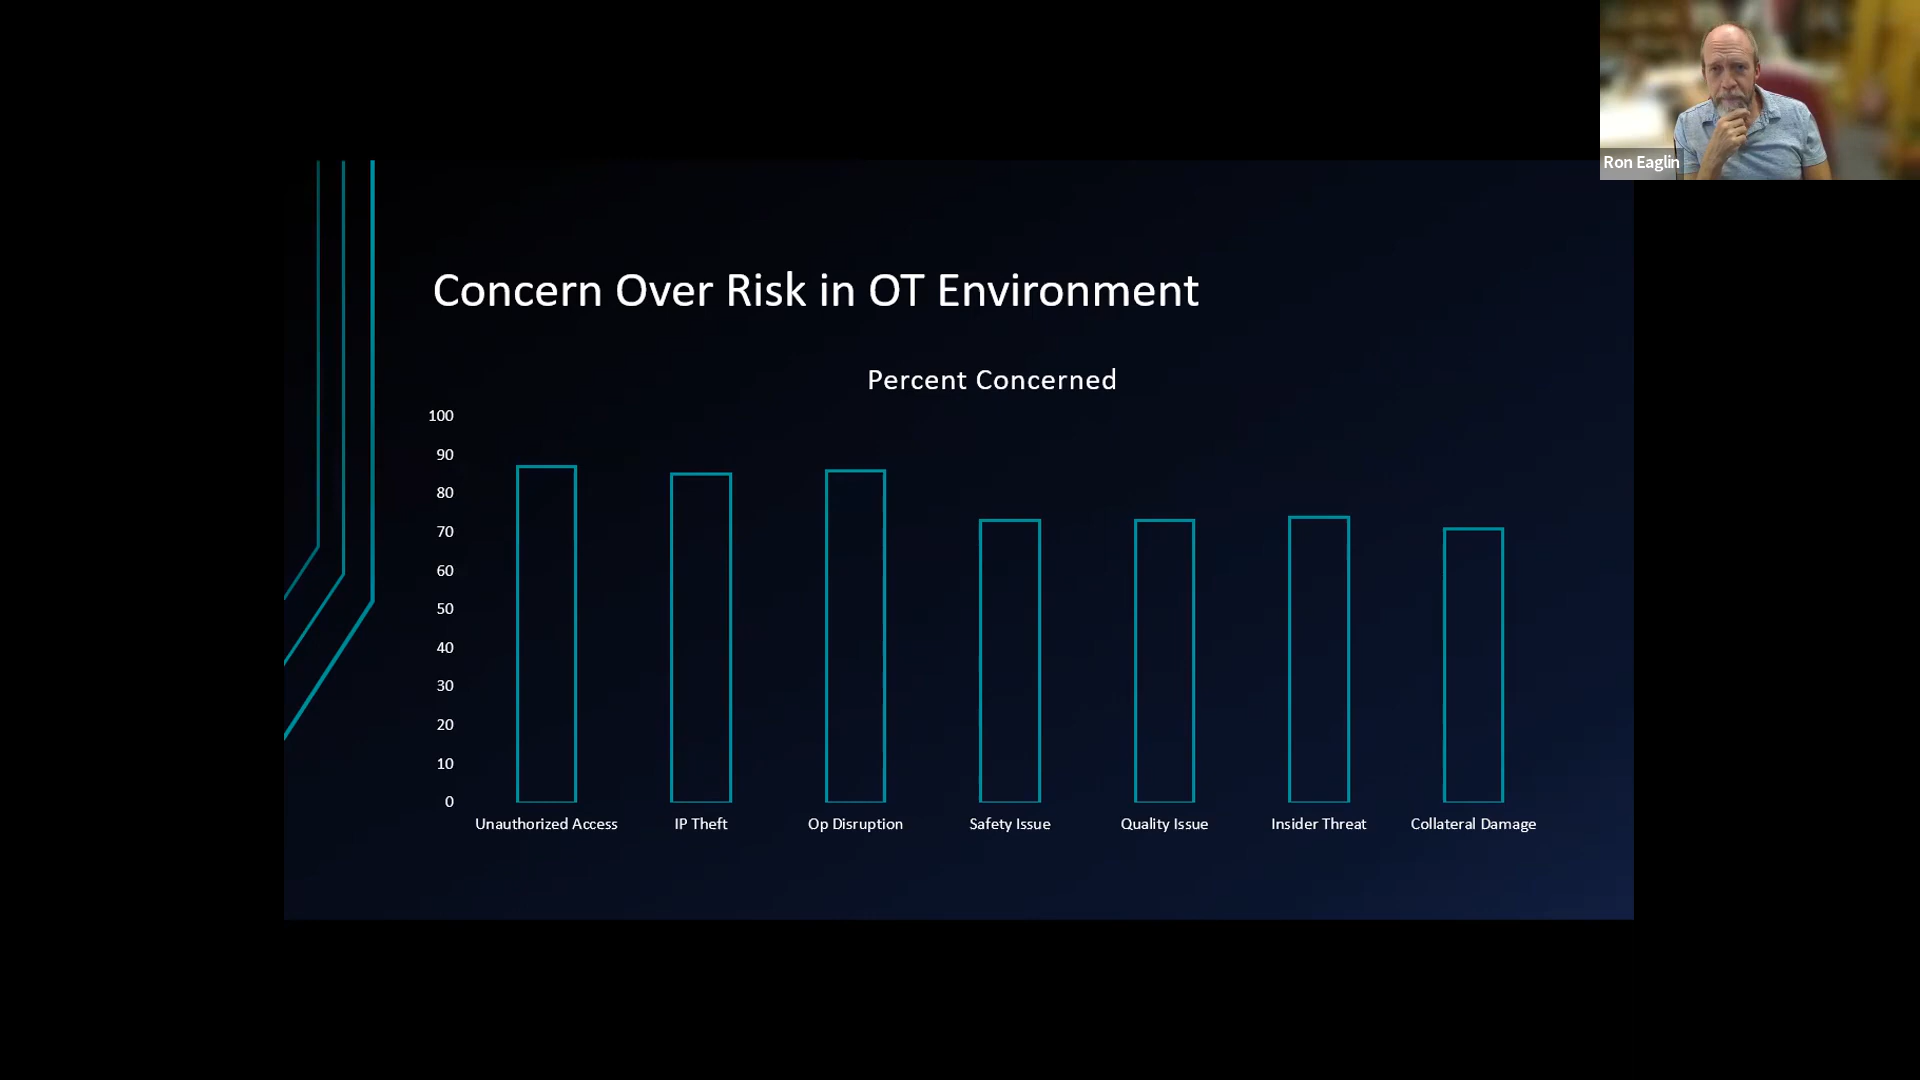 Ron Eaglin
Concern Over Risk in OT Environment
Percent Concerned
100
90
80
70
60
50
40
30
20
10
0
Unauthorized Access
IP Theft
Op Disruption
Safety Issue
Quality Issue
Insider Threat
Collateral Damage